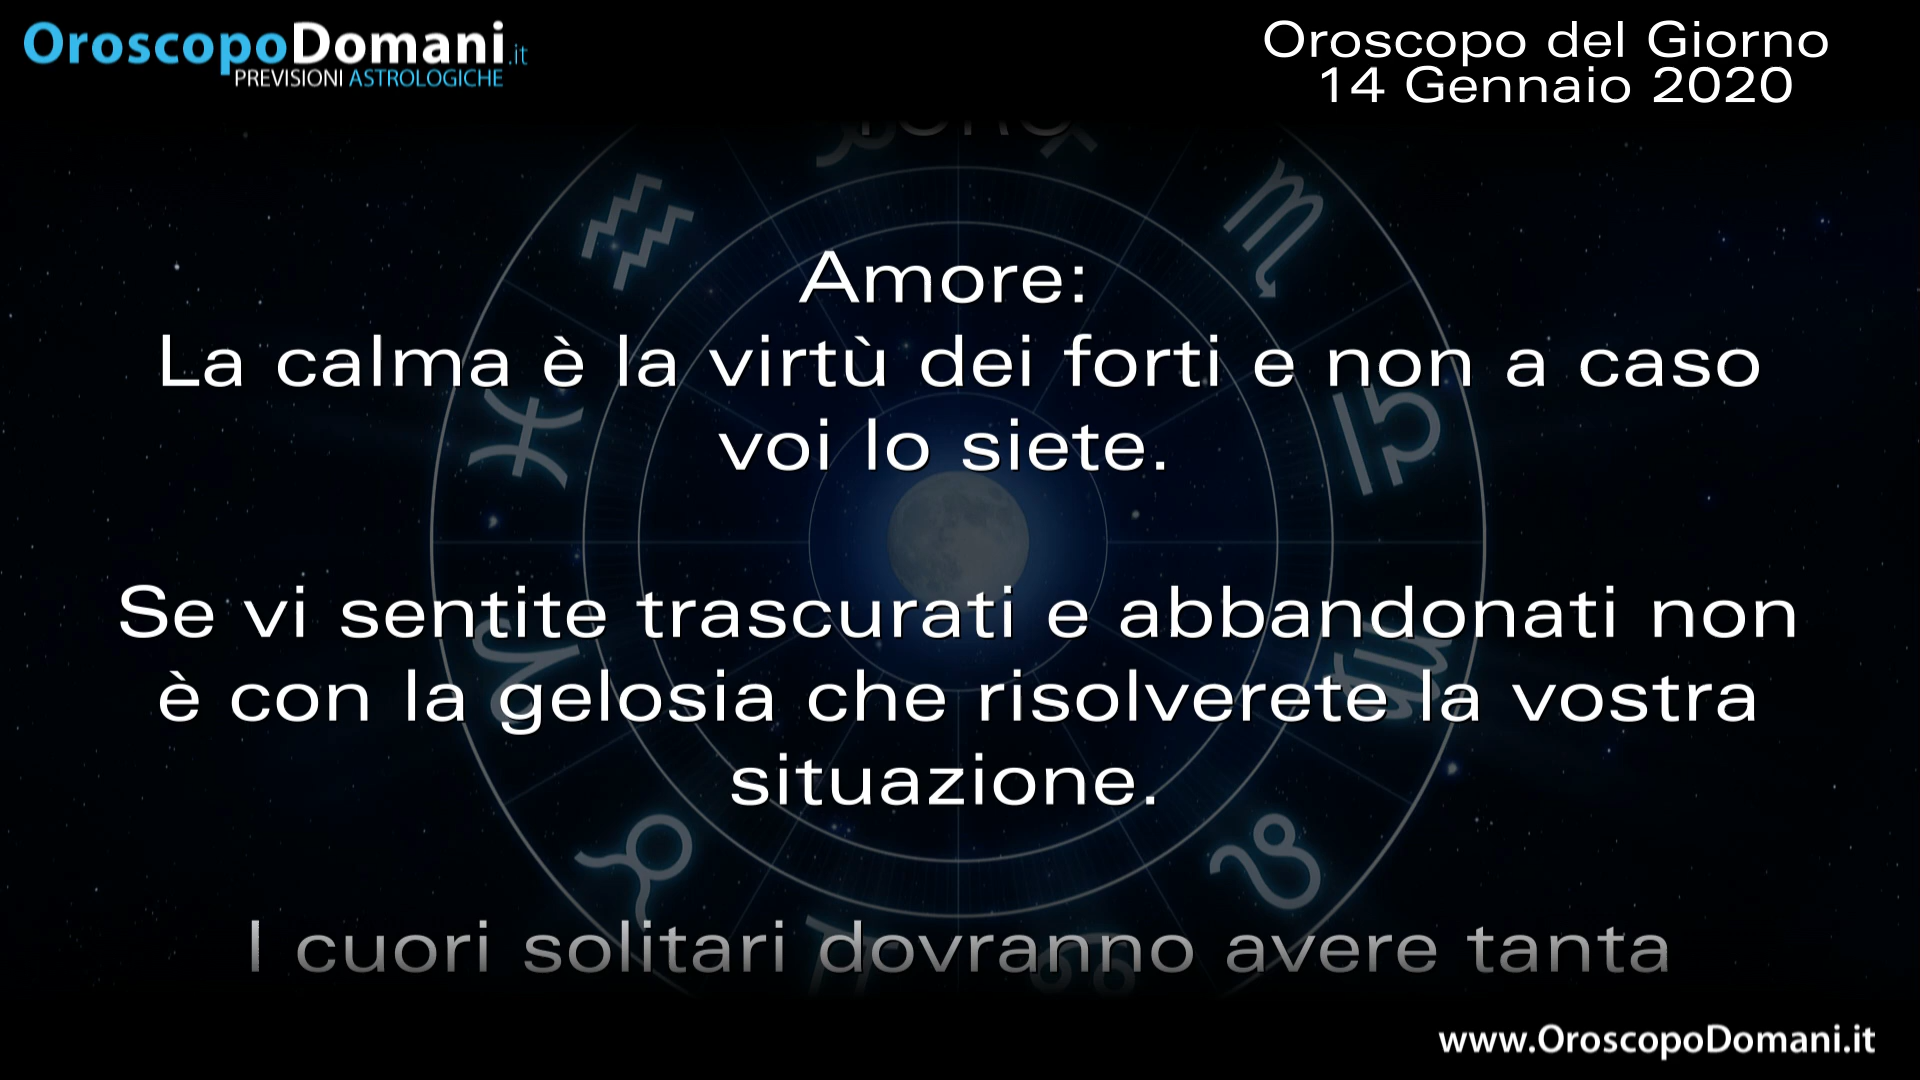 OroscopoDomani.it
PREVISIONI ASTROLOGICHE
Oroscopo del Giorno
14 Gennaio 2020
Amore:
La calma è la virtù dei forti e non a caso
voi lo siete.
Se vi sentite trascurati e abbandonati non
è con la gelosia che risolverete la vostra
situazione.
I cuori solitari dovranno avere tanta
www.OroscopoDomani.it